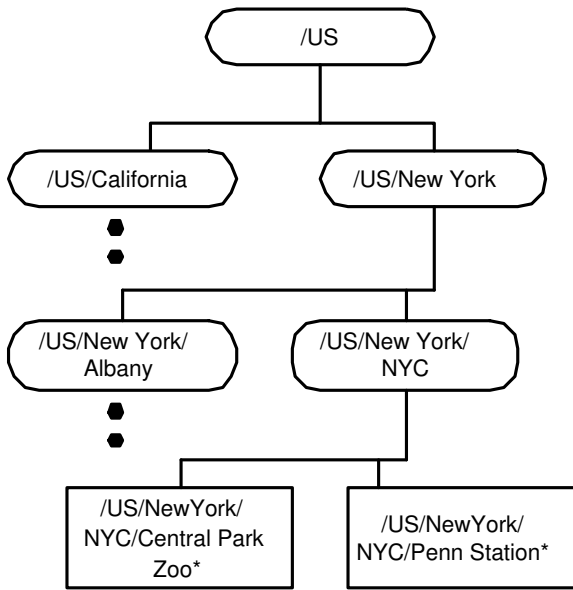 /US
/US/California
/US/New York
/US/New York/
Albany
/US/New York/
NYC
/US/NewYork/
NYC/Central Park
Zoo*
/US/NewYork/
NYC/Penn Station*